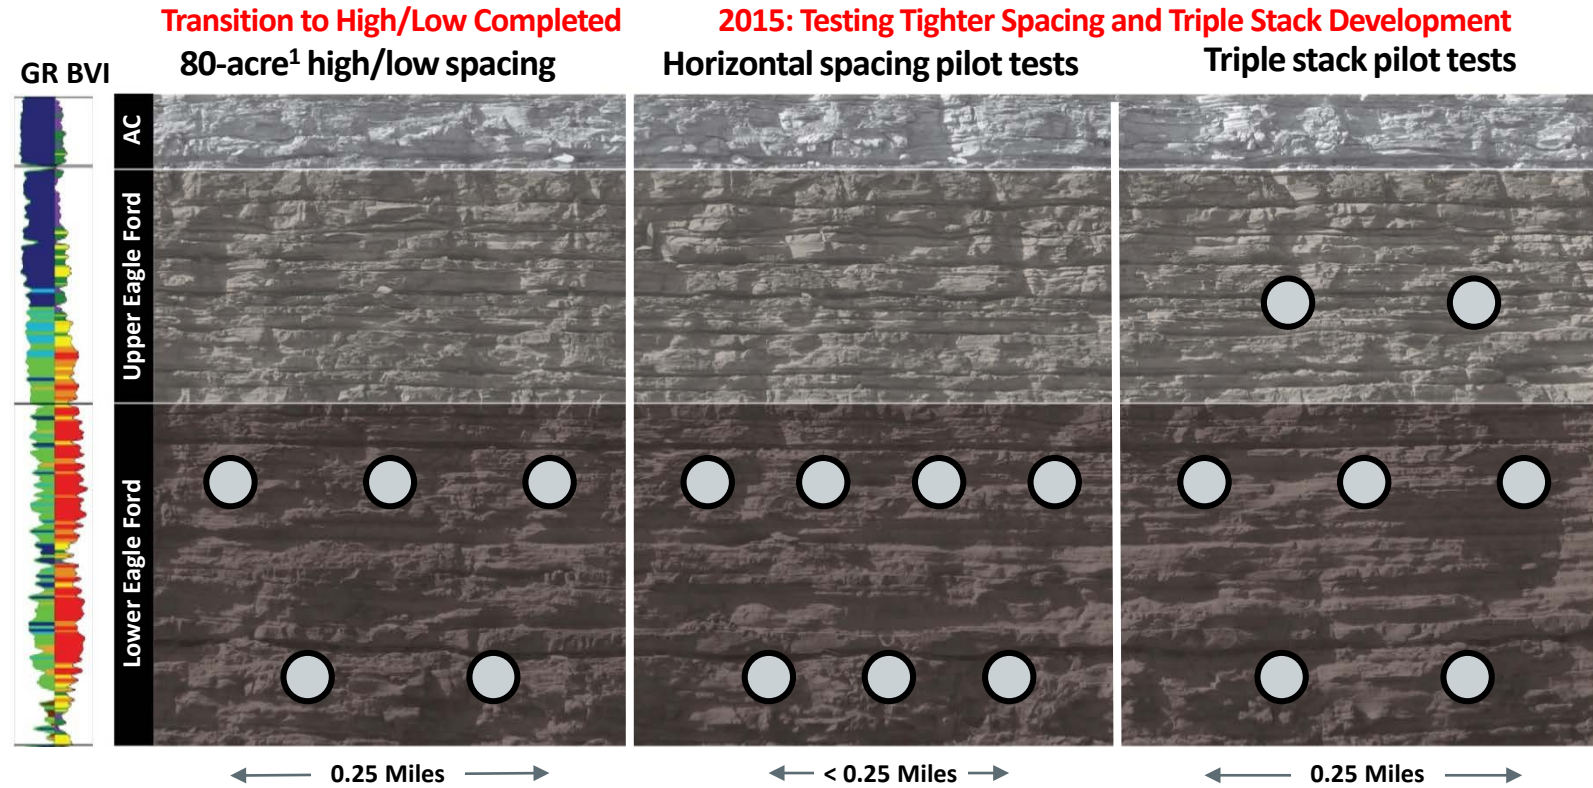 Transition to High/Low Completed
2015: Testing Tighter Spacing and Triple Stack Development
80-acre¹ high/low spacing
Horizontal spacing pilot tests
Triple stack pilot tests
GR BVI
AC
Upper Eagle Ford
Lower Eagle Ford
0.25 Miles
< 0.25 Miles
0.25 Miles